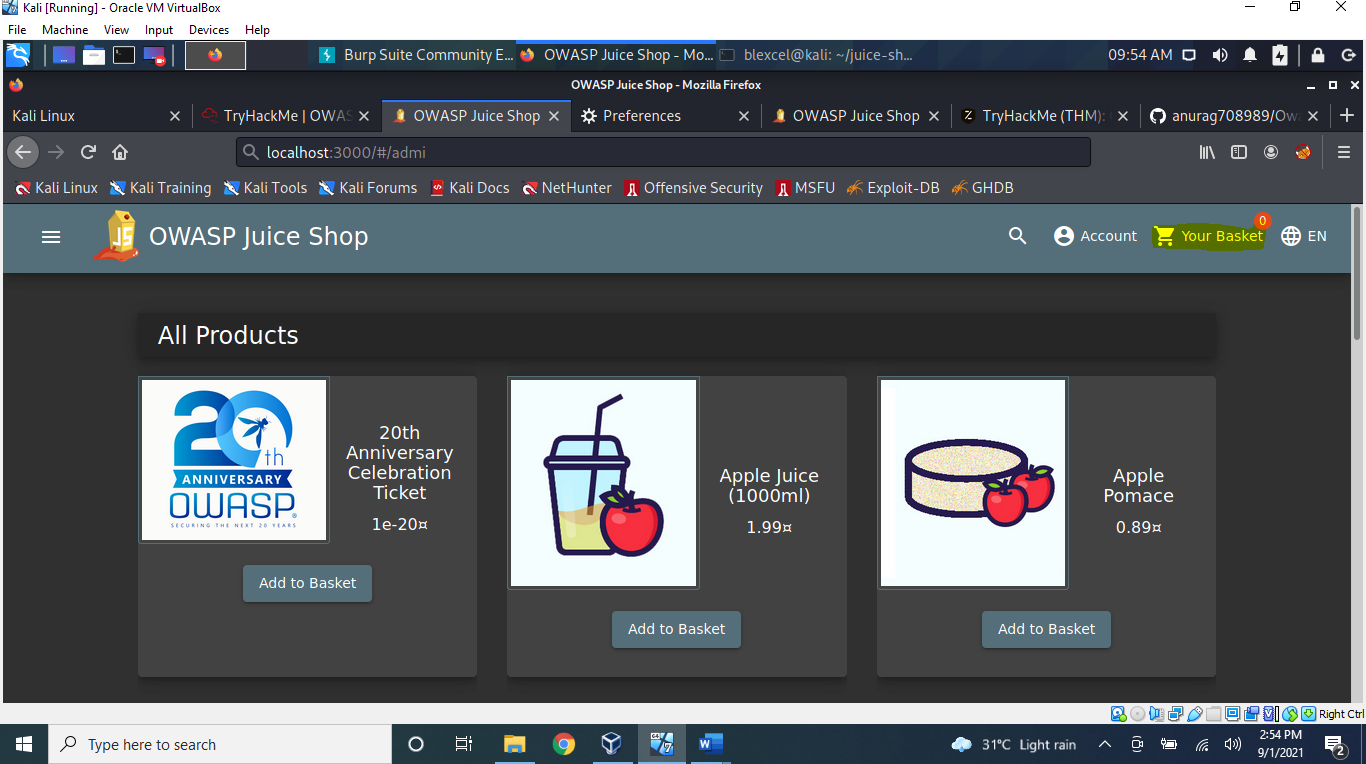 Kali [Running] - Oracle VM VirtualBox
File Machine View Input Devices Help
Burp Suite Community E... OWASP Juice Shop - Mo... blexcel@kali: ~/juice-sh... 09:54 AM
OWASP Juice Shop - Mozilla Firefox
Kali Linux TryHackMe | OWAS OWASP Juice Shop Preferences OWASP Juice Shop TryHackMe (THM): anurag708989/Owa
localhost:3000/#/admi
Kali Linux Kali Training Kali Tools Kali Forums Kali Docs NetHunter Offensive Security MSFU Exploit-DB GHDB
JS OWASP Juice Shop Account Your Basket 0 EN
All Products
20th
ANNIVERSARY
OWASP
SECURING THE NEXT 20 YEARS
20th
Anniversary
Celebration
Ticket
1e-20¤
Add to Basket
Apple Juice
(1000ml)
1.99¤
Add to Basket
Apple
Pomace
0.89¤
Add to Basket
Right Ctrl
Type here to search
31°C Light rain
2:54 PM
9/1/2021
2